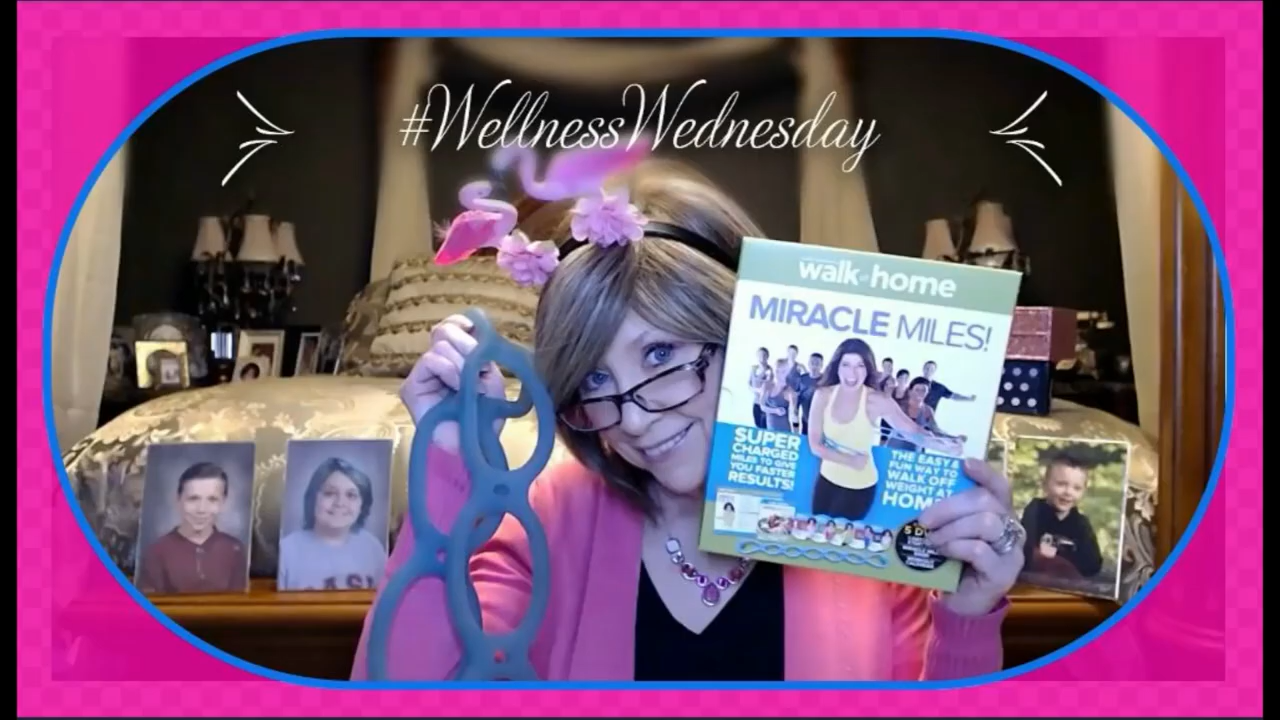 #WellnessWednesday
walk at home
MIRACLE MILES!
SUPER
CHARGED
MILES TO GIVE
YOU FASTER
RESULTS!
THE EASY &
FUN WAY TO
WALK OFF
WEIGHT AT
HOME